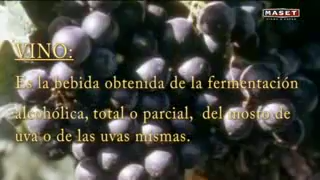 MASET
VINO:
Es la bebida obtenida de la fermentación
alcohólica, total o parcial, del mosto de
uva o de las uvas mismas.